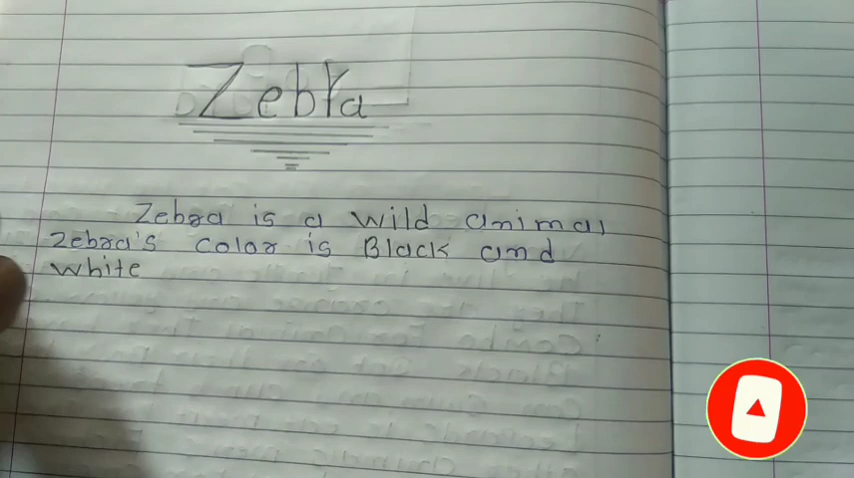 Zebra
Zebra is a wild animal
Zebra's color is Black and
white